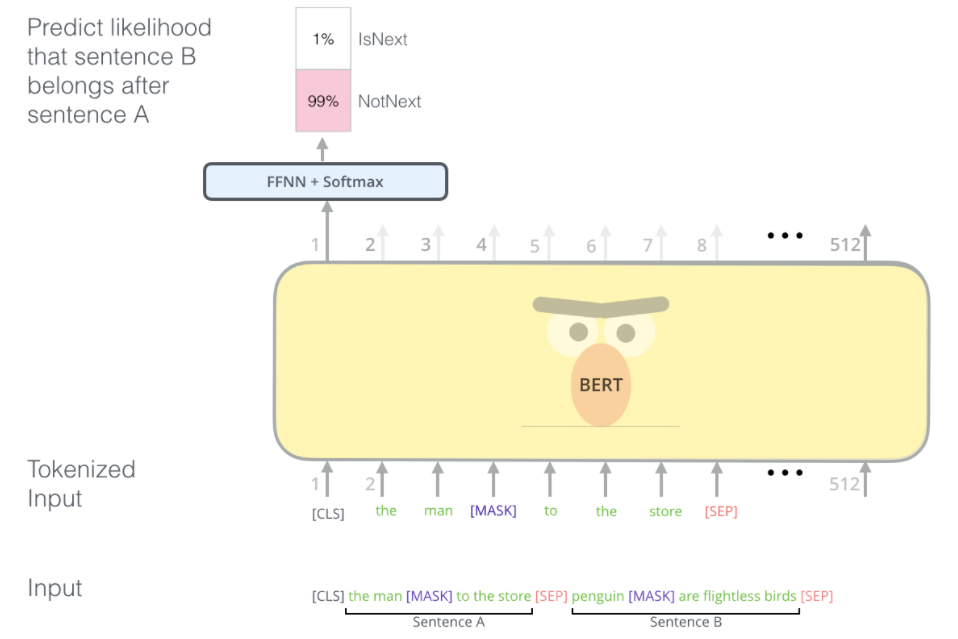 Predict likelihood
that sentence B
belongs after
sentence A
1% IsNext
99% NotNext
FFNN + Softmax
1 2 3 4 5 6 7 8 ••• 512
BERT
Tokenized
Input
1 2 ••• 512
[CLS] the man [MASK] to the store [SEP]
Input
[CLS] the man [MASK] to the store [SEP] penguin [MASK] are flightless birds [SEP]
Sentence A Sentence B